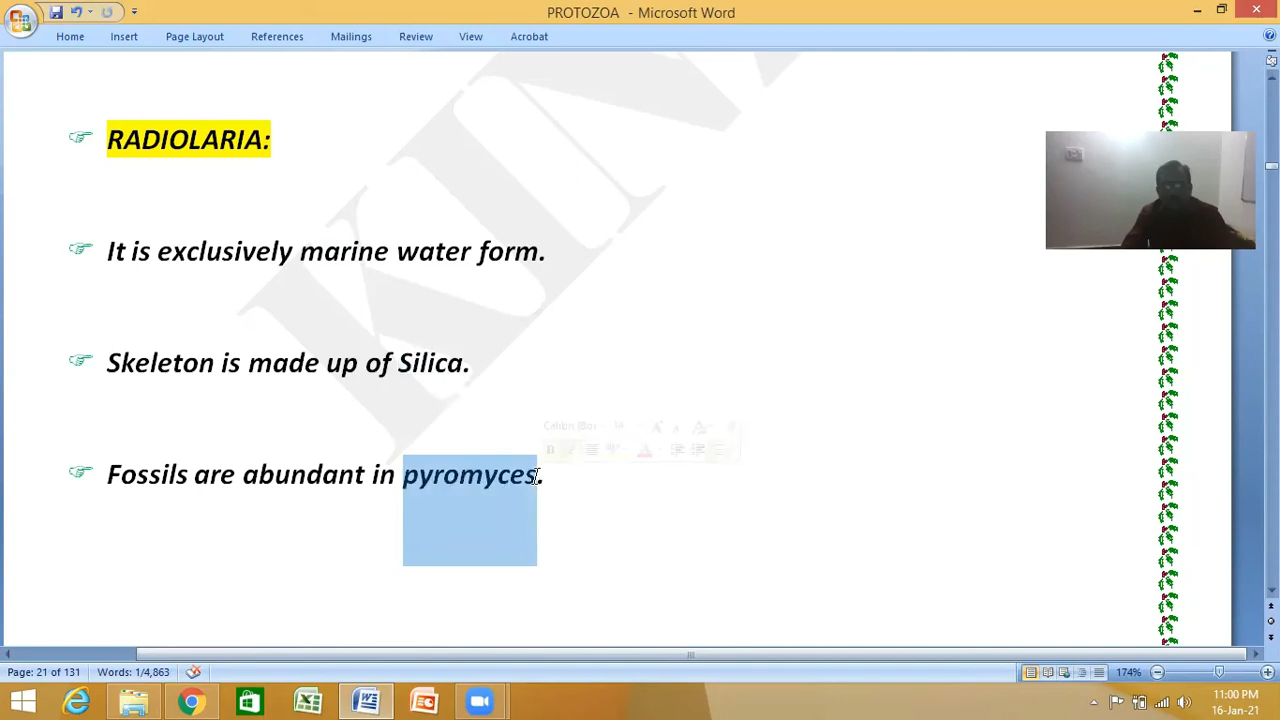 PROTOZOA - Microsoft Word
Home Insert Page Layout References Mailings Review View Acrobat
RADIOLARIA:
It is exclusively marine water form.
Skeleton is made up of Silica.
Fossils are abundant in pyromyces.
Page: 21 of 131 Words: 1/4,863 174%
11:00 PM
16-Jan-21